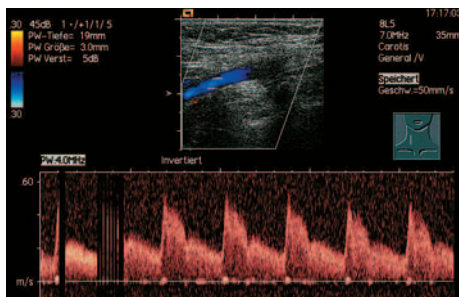 .30
45dB 1 -/+1/1/ 5
PW-Tiefe= 19mm
PW Größe= 3.0mm
PW Verst= 5dB
.30
17:17:03
8L5
7.0MHz 35mm
Carotis
General /V
Speichert
Geschw.=50mm/s
PW:4.0MHz
Invertiert
.60
m/s